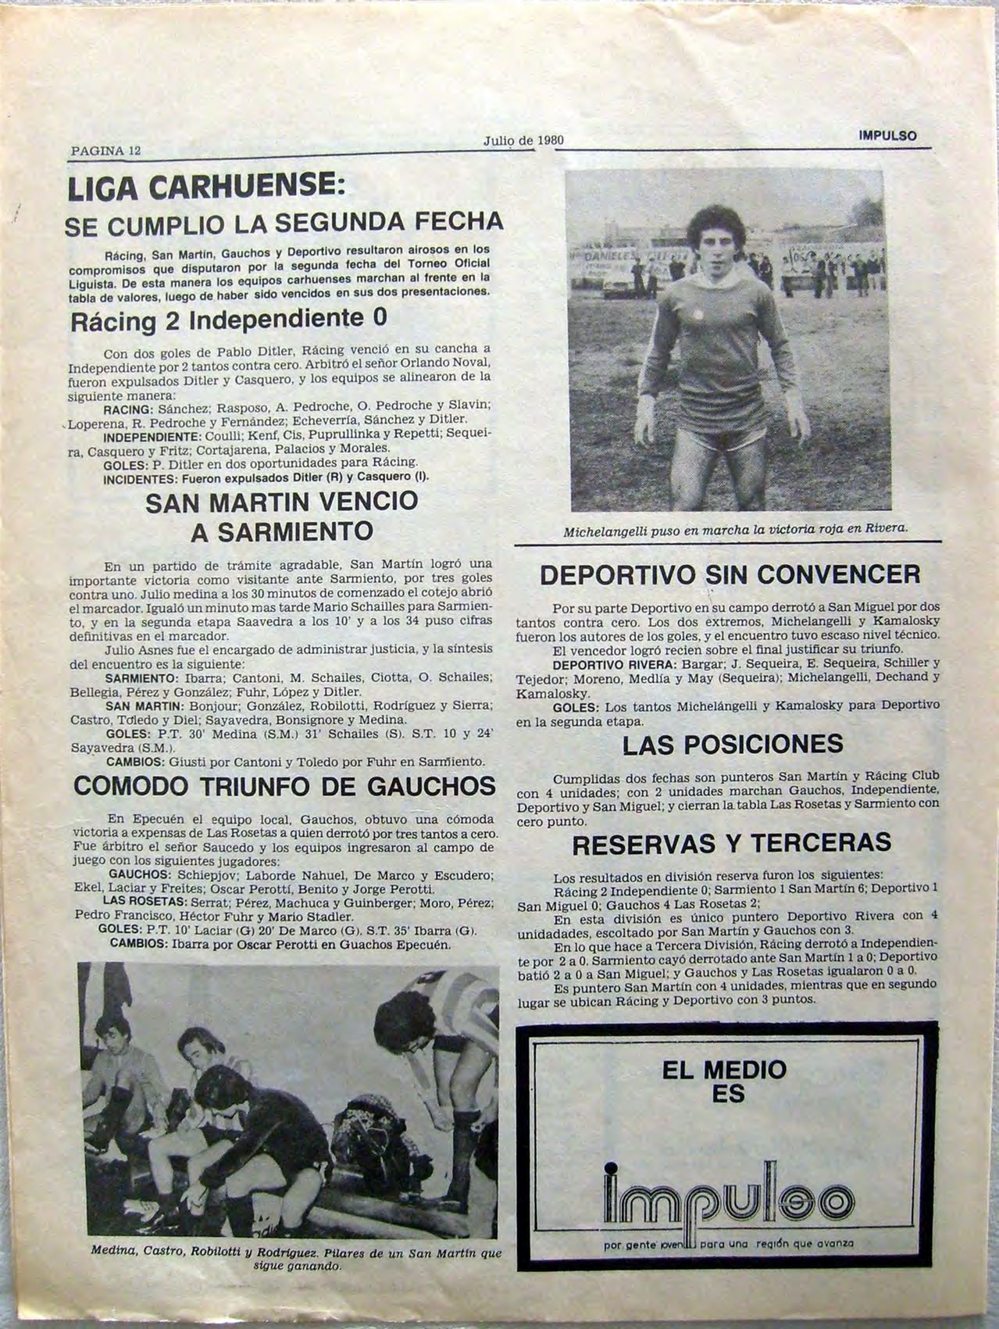 PAGINA 12
Julio de 1980
IMPULSO
LIGA CARHUENSE:
SE CUMPLIO LA SEGUNDA FECHA
Rácing, San Martín, Gauchos y Deportivo resultaron airosos en los
compromisos que disputaron por la segunda fecha del Torneo Oficial
Liguista. De esta manera los equipos carhuenses marchan al frente en la
tabla de valores, luego de haber sido vencidos en sus dos presentaciones.
Rácing 2 Independiente 0
Con dos goles de Pablo Ditler, Rácing venció en su cancha a
Independiente por 2 tantos contra cero. Arbitró el señor Orlando Noval,
fueron expulsados Ditler y Casquero, y los equipos se alinearon de la
siguiente manera:
RACING: Sánchez; Rasposo, A. Pedroche, O. Pedroche y Slavin;
Loperena, R. Pedroche y Fernández; Echeverría, Sánchez y Ditler.
INDEPENDIENTE: Coulli; Kenf, Cis, Puprullinka y Repetti; Sequei-
ra, Casquero y Fritz; Cortajarena, Palacios y Morales.
GOLES: P. Ditler en dos oportunidades para Rácing.
INCIDENTES: Fueron expulsados Ditler (R) y Casquero (I).
SAN MARTIN VENCIO
A SARMIENTO
En un partido de trámite agradable, San Martín logró una
importante victoria como visitante ante Sarmiento, por tres goles
contra uno. Julio medina a los 30 minutos de comenzado el cotejo abrió
el marcador. Igualó un minuto mas tarde Mario Schailles para Sarmien-
to, y en la segunda etapa Saavedra a los 10' y a los 34 puso cifras
definitivas en el marcador.
Julio Asnes fue el encargado de administrar justicia, y la síntesis
del encuentro es la siguiente:
SARMIENTO: Ibarra; Cantoni, M. Schailes, Ciotta, O. Schailes;
Bellegia, Pérez y González; Fuhr, López y Ditler.
SAN MARTIN: Bonjour; González, Robilotti, Rodríguez y Sierra;
Castro, Toledo y Diel; Sayavedra, Bonsignore y Medina.
GOLES: P.T. 30' Medina (S.M.) 31' Schailes (S). S.T. 10 y 24'
Sayavedra (S.M.).
CAMBIOS: Giusti por Cantoni y Toledo por Fuhr en Sarmiento.
COMODO TRIUNFO DE GAUCHOS
En Epecuén el equipo local, Gauchos, obtuvo una cómoda
victoria a expensas de Las Rosetas a quien derrotó por tres tantos a cero.
Fue árbitro el señor Saucedo y los equipos ingresaron al campo de
juego con los siguientes jugadores:
GAUCHOS: Schiepjov; Laborde Nahuel, De Marco y Escudero;
Ekel, Laciar y Freites; Oscar Perotti, Benito y Jorge Perotti.
LAS ROSETAS: Serrat; Pérez, Machuca y Guinberger; Moro, Pérez;
Pedro Francisco, Héctor Fuhr y Mario Stadler.
GOLES: P.T. 10' Laciar (G) 20' De Marco (G). S.T. 35' Ibarra (G).
CAMBIOS: Ibarra por Oscar Perotti en Guachos Epecuén.
Medina, Castro, Robilotti y Rodríguez. Pilares de un San Martín que
sigue ganando.
DANIELES
Michelangelli puso en marcha la victoria roja en Rivera.
DEPORTIVO SIN CONVENCER
Por su parte Deportivo en su campo derrotó a San Miguel por dos
tantos contra cero. Los dos extremos, Michelangelli y Kamalosky
fueron los autores de los goles, y el encuentro tuvo escaso nivel técnico.
El vencedor logró recien sobre el final justificar su triunfo.
DEPORTIVO RIVERA: Bargar; J. Sequeira, E. Sequeira, Schiller y
Tejedor; Moreno, Medlía y May (Sequeira); Michelangelli, Dechand y
Kamalosky.
GOLES: Los tantos Michelángelli y Kamalosky para Deportivo
en la segunda etapa.
LAS POSICIONES
Cumplidas dos fechas son punteros San Martín y Rácing Club
con 4 unidades; con 2 unidades marchan Gauchos, Independiente,
Deportivo y San Miguel; y cierran la tabla Las Rosetas y Sarmiento con
cero punto.
RESERVAS Y TERCERAS
Los resultados en división reserva furon los siguientes:
Rácing 2 Independiente 0; Sarmiento 1 San Martín 6; Deportivo 1
San Miguel 0; Gauchos 4 Las Rosetas 2;
En esta división es único puntero Deportivo Rivera con 4
unidadades, escoltado por San Martín y Gauchos con 3.
En lo que hace a Tercera División, Rácing derrotó a Independien-
te por 2 a 0. Sarmiento cayó derrotado ante San Martín 1 a 0; Deportivo
batió 2 a 0 a San Miguel; y Gauchos y Las Rosetas igualaron 0 a 0.
Es puntero San Martín con 4 unidades, mientras que en segundo
lugar se ubican Rácing y Deportivo con 3 puntos.
EL MEDIO
ES
impulso
por gente joven para una región que avanza